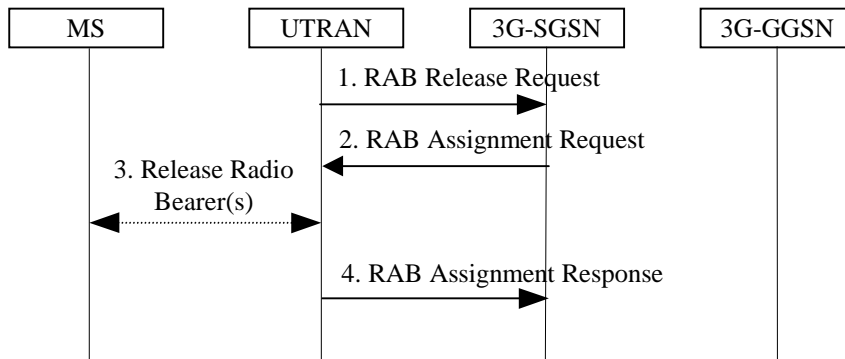 MS
UTRAN
3G-SGSN
3G-GGSN
1. RAB Release Request
2. RAB Assignment Request
3. Release Radio
Bearer(s)
4. RAB Assignment Response